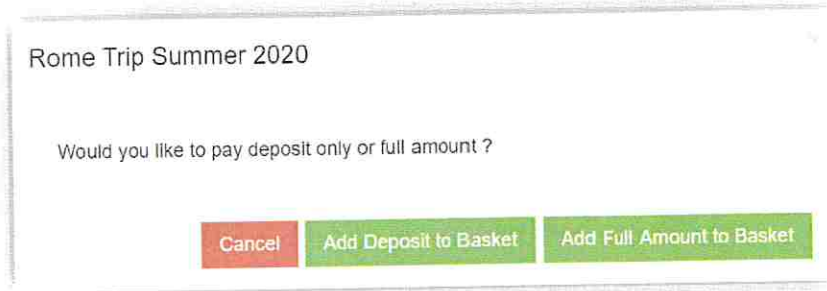 Rome Trip Summer 2020
Would you like to pay deposit only or full amount ?
Cancel
Add Deposit to Basket
Add Full Amount to Basket